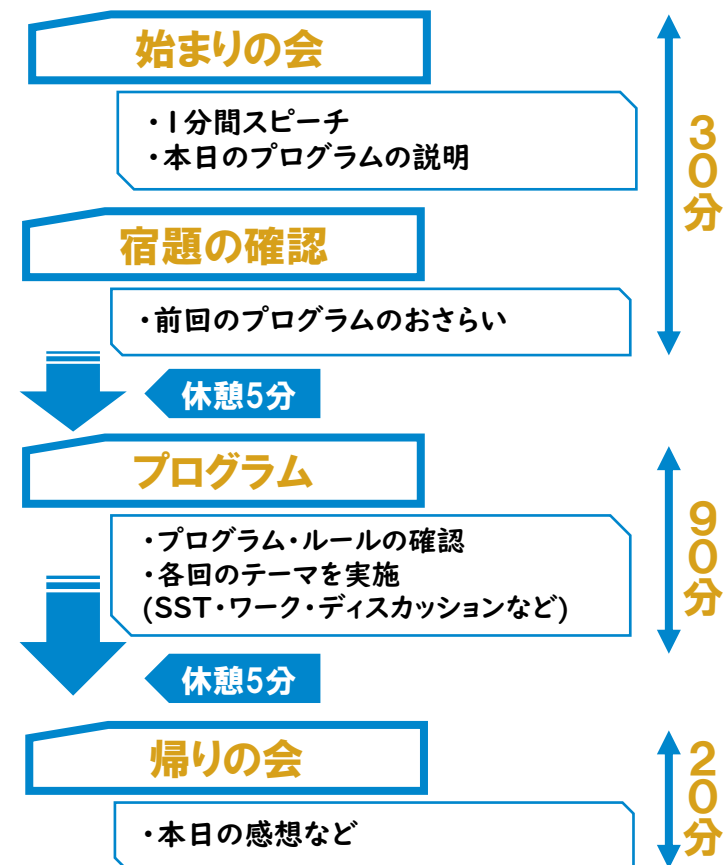 始まりの会
・1分間スピーチ
・本日のプログラムの説明
30分
宿題の確認
・前回のプログラムのおさらい
休憩5分
プログラム
・プログラム・ルールの確認
・各回のテーマを実施
(SST・ワーク・ディスカッションなど)
90分
休憩5分
帰りの会
・本日の感想など
20分